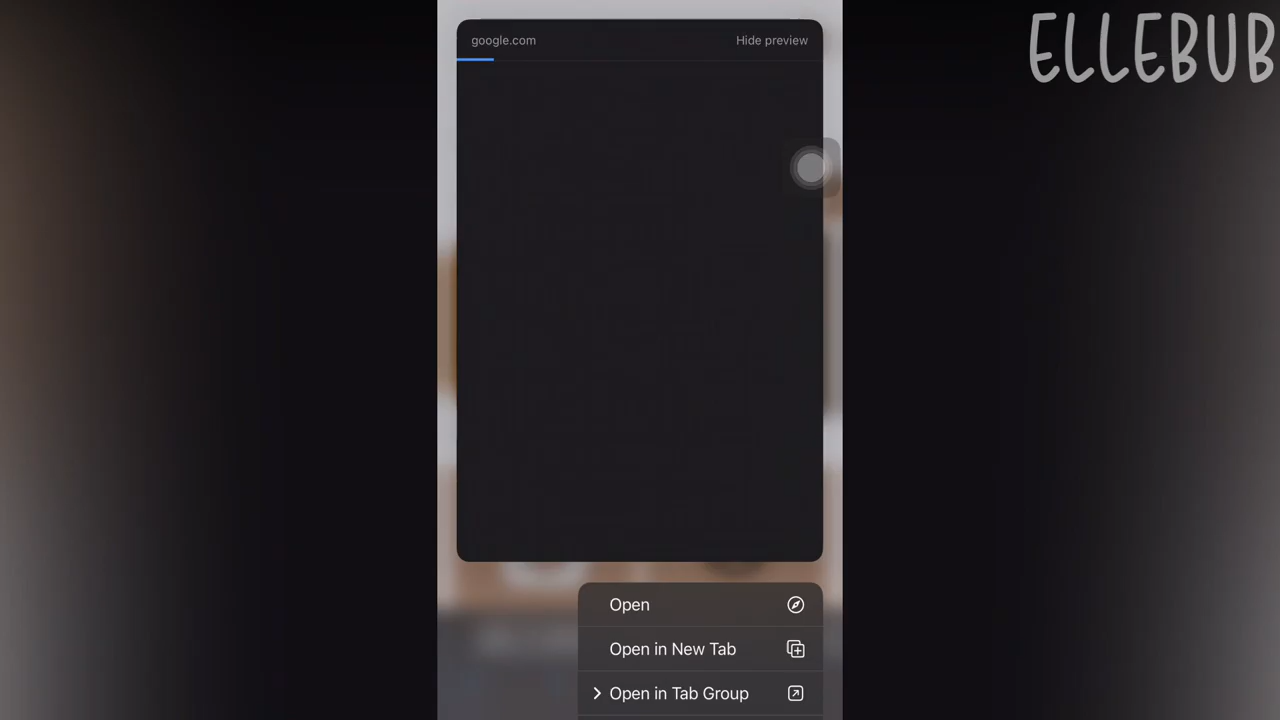 ELLEBUB
google.com Hide preview
Open
Open in New Tab
Open in Tab Group